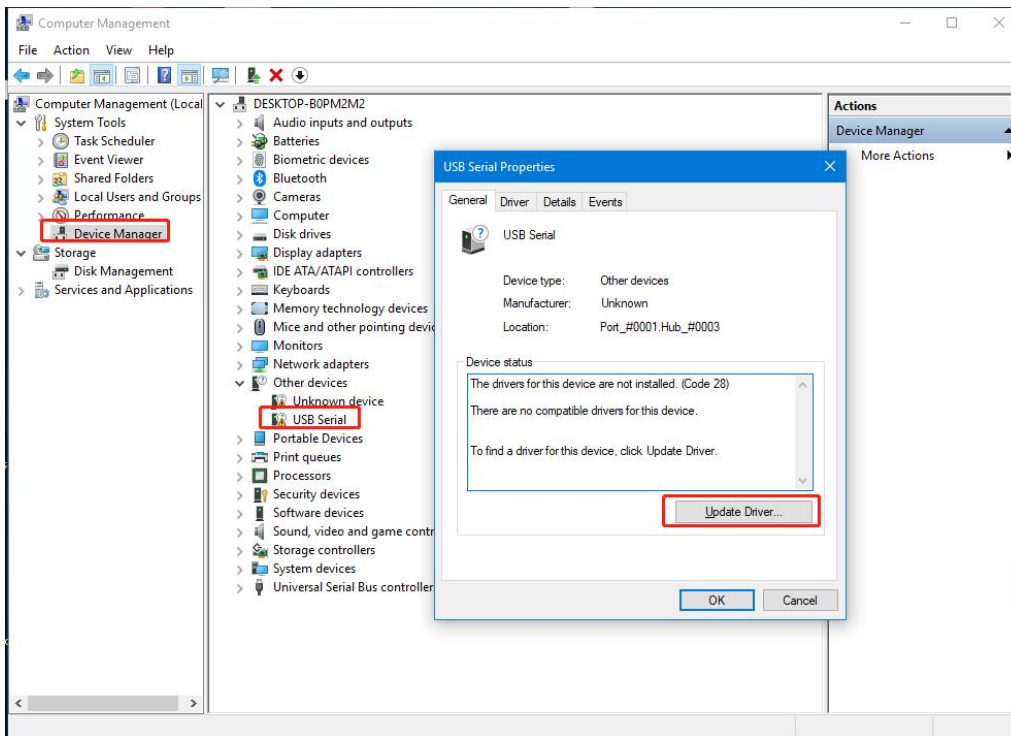 Computer Management
File Action View Help
Computer Management (Local
System Tools
Task Scheduler
Event Viewer
Shared Folders
Local Users and Groups
Performance
Device Manager
Storage
Disk Management
Services and Applications
DESKTOP-B0PM2M2
Audio inputs and outputs
Batteries
Biometric devices
Bluetooth
Cameras
Computer
Disk drives
Display adapters
IDE ATA/ATAPI controllers
Keyboards
Memory technology devices
Mice and other pointing devic
Monitors
Network adapters
Other devices
Unknown device
USB Serial
Portable Devices
Print queues
Processors
Security devices
Software devices
Sound, video and game contr
Storage controllers
System devices
Universal Serial Bus controller
USB Serial Properties
General Driver Details Events
USB Serial
Device type: Other devices
Manufacturer: Unknown
Location: Port_#0001.Hub_#0003
Device status
The drivers for this device are not installed. (Code 28)
There are no compatible drivers for this device.
To find a driver for this device, click Update Driver.
Update Driver...
OK Cancel
Actions
Device Manager
More Actions